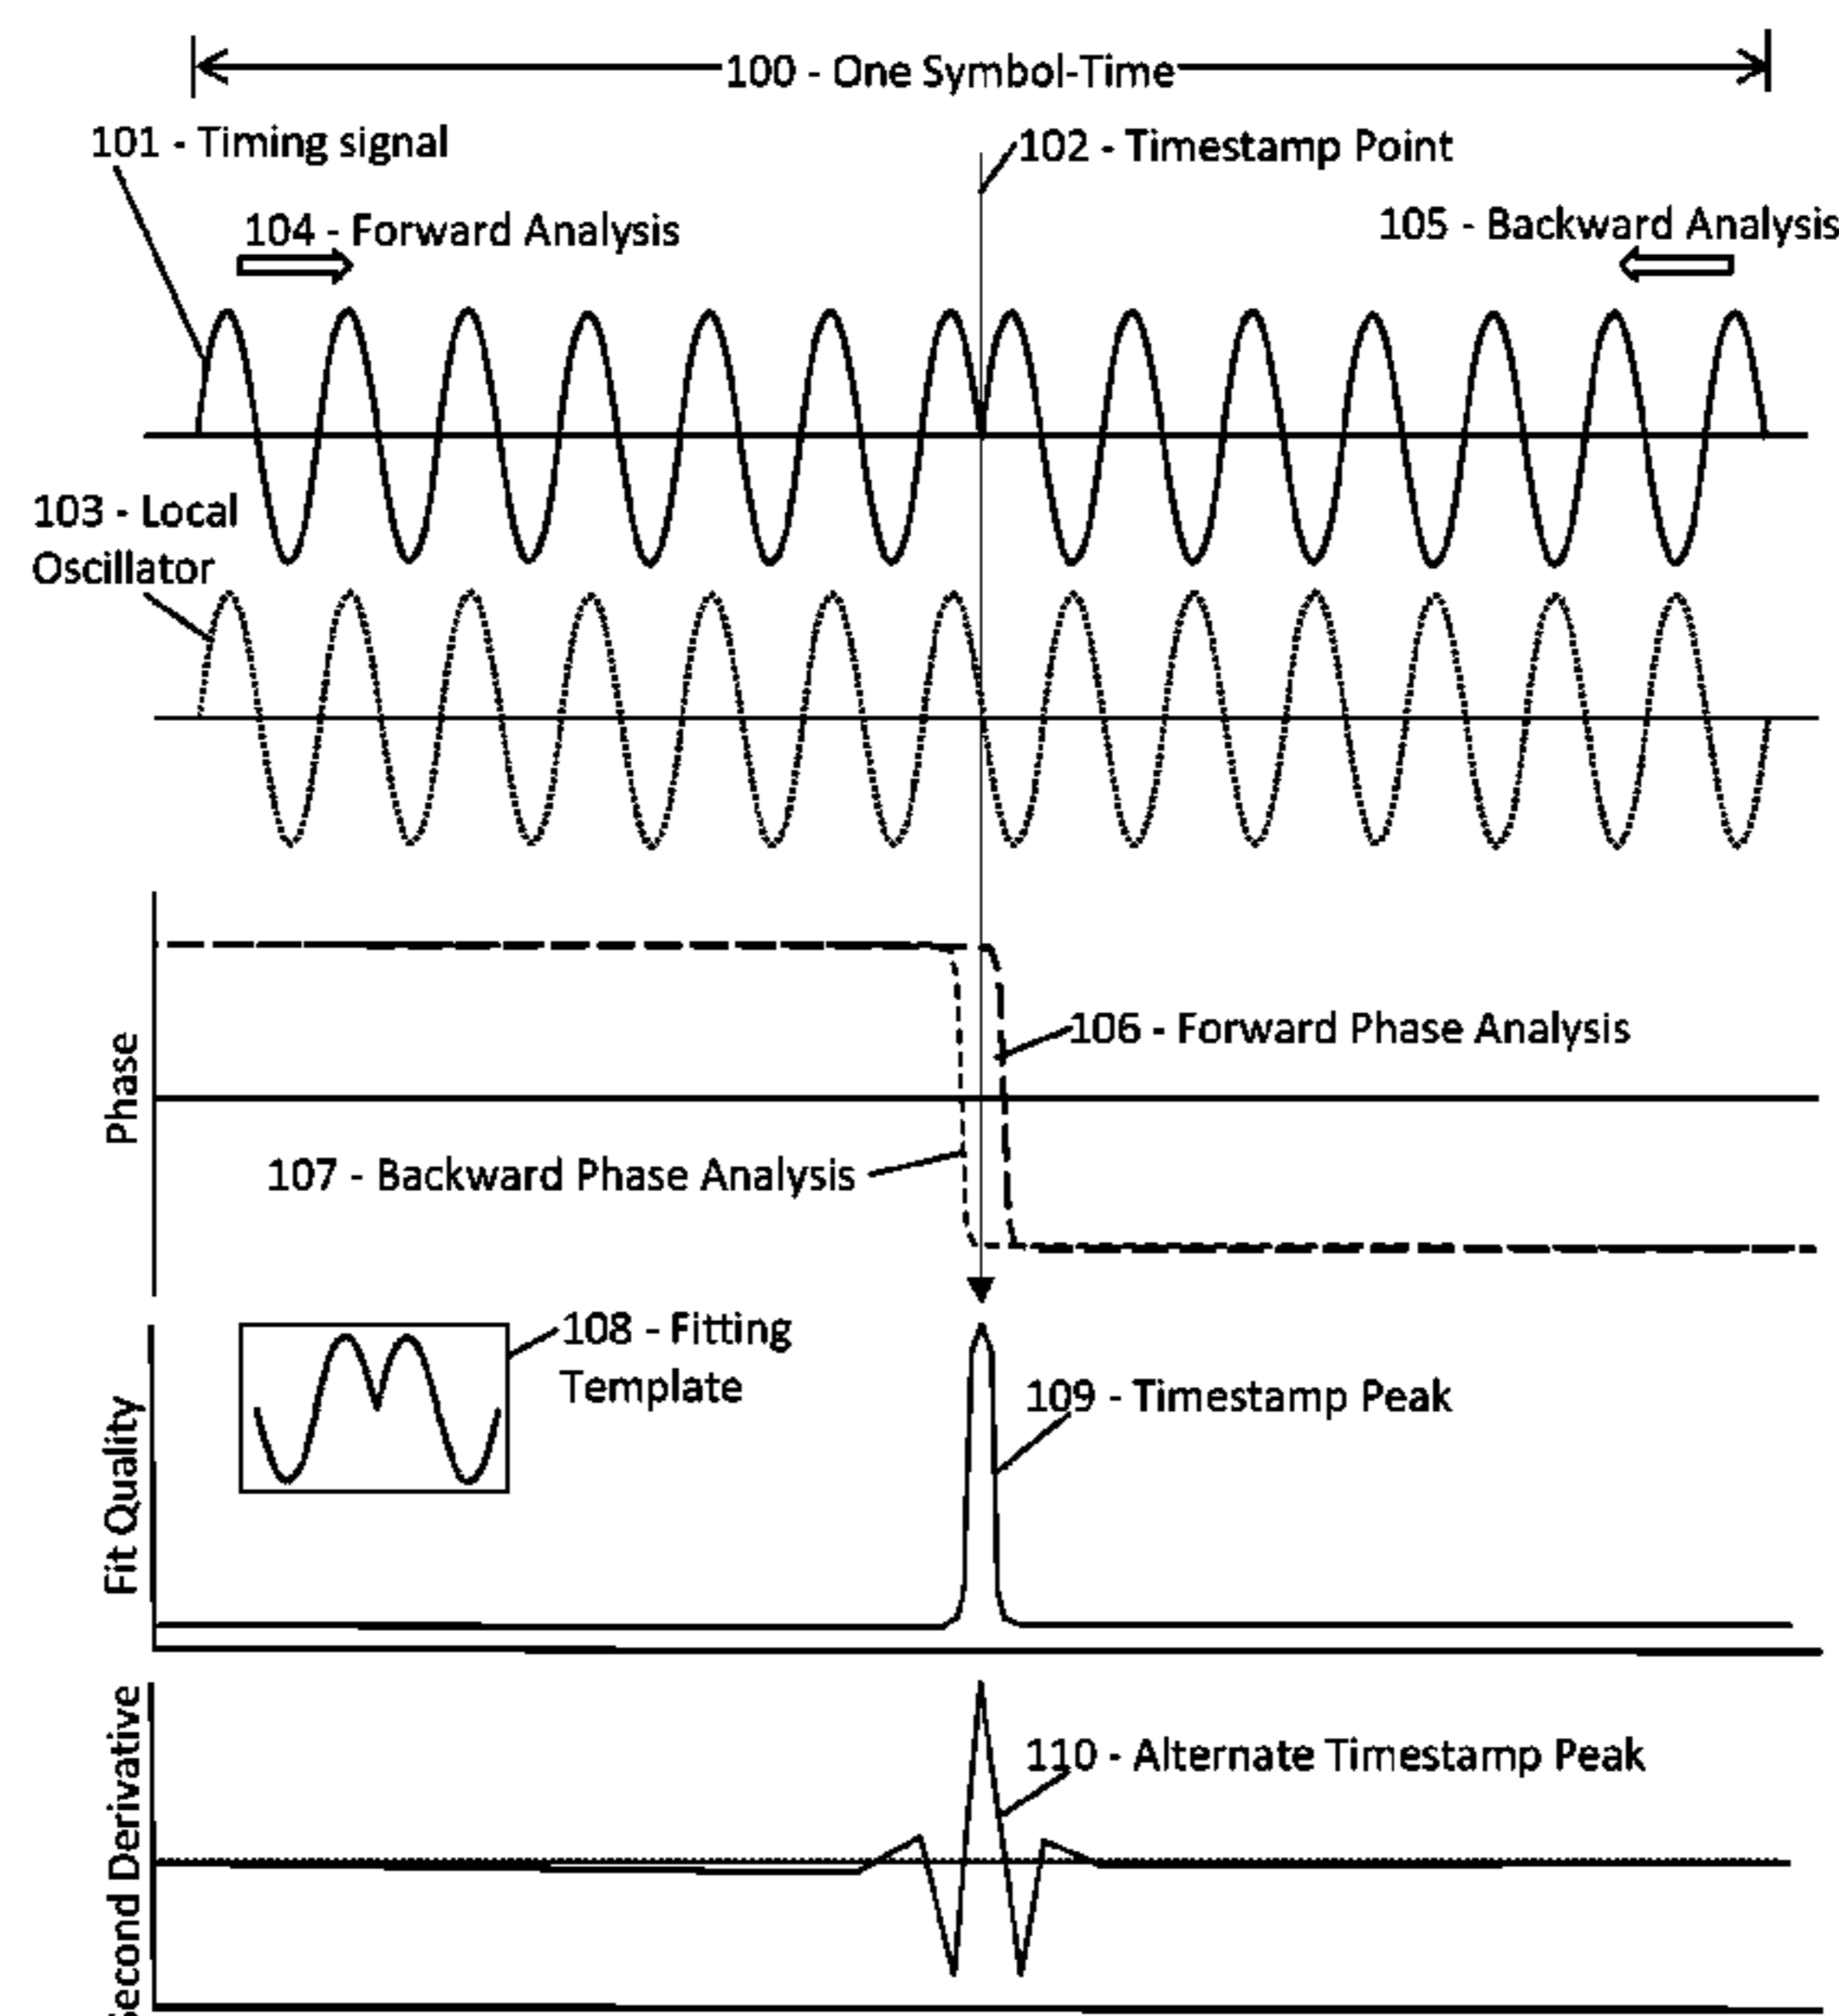 100 - One Symbol-Time
101 - Timing signal
102 - Timestamp Point
104 - Forward Analysis
105 - Backward Analysis
103 - Local
Oscillator
Phase
106 - Forward Phase Analysis
107 - Backward Phase Analysis
Fit Quality
108 - Fitting
Template
109 - Timestamp Peak
Second Derivative
110 - Alternate Timestamp Peak